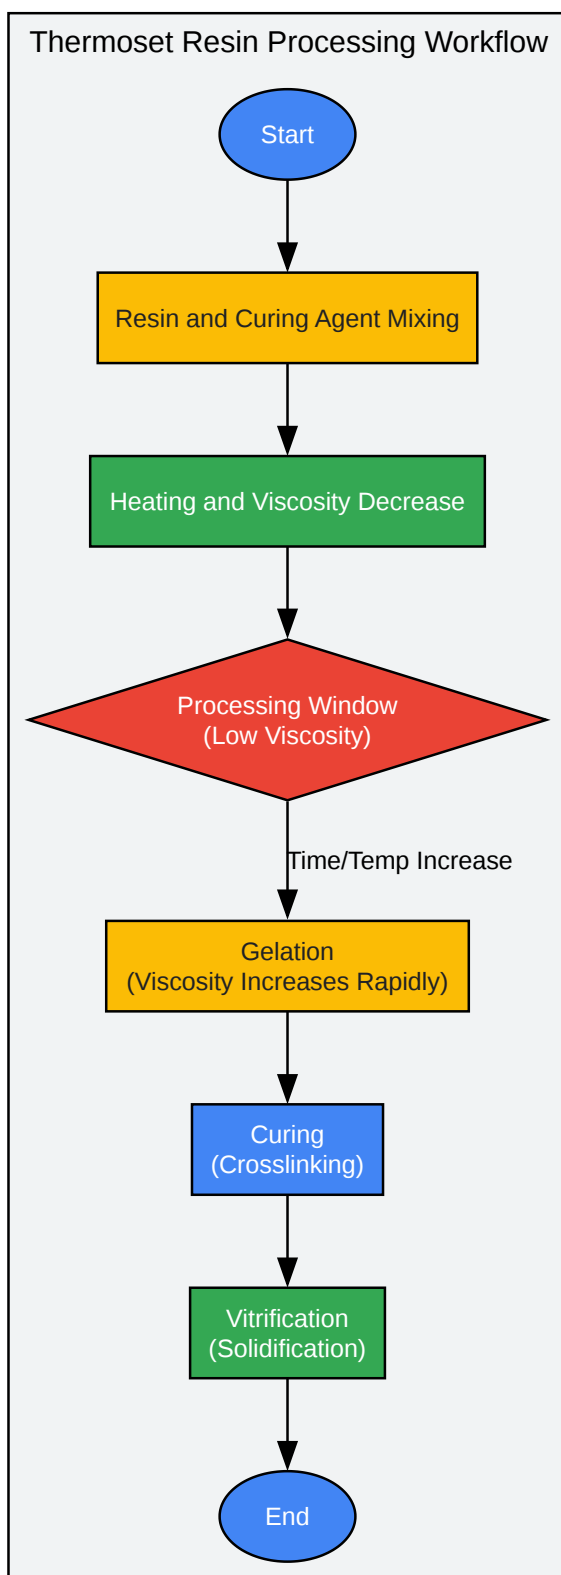 Thermoset Resin Processing Workflow
Start
Resin and Curing Agent Mixing
Heating and Viscosity Decrease
Processing Window
(Low Viscosity)
Time/Temp Increase
Gelation
(Viscosity Increases Rapidly)
Curing
(Crosslinking)
Vitrification
(Solidification)
End